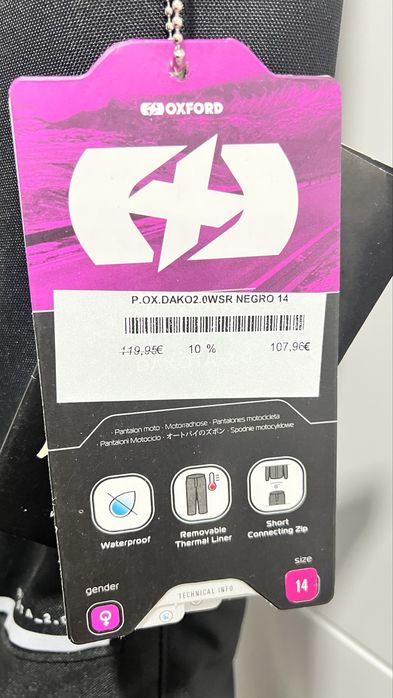 OXFORD
P.OX.DAKO2.0WSR NEGRO 14
119,95€ 10 % 107,96€
· Pantalon moto · Motorradhose · Pantalones motocicleta
· Pantaloni Motociclo · オートバイのズボン · Spodnie motocyklowe
Waterproof
Removable
Thermal Liner
Short
Connecting Zip
gender
size
14
TECHNICAL INFO